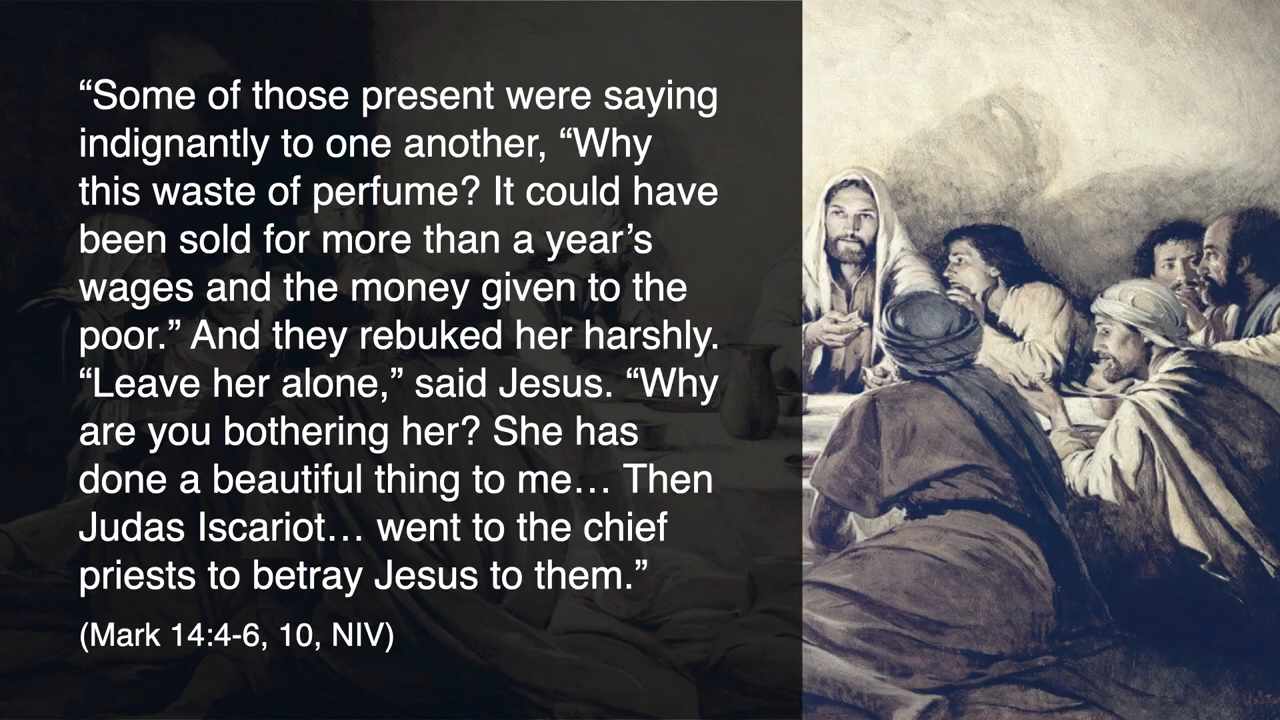 “Some of those present were saying
indignantly to one another, “Why
this waste of perfume? It could have
been sold for more than a year’s
wages and the money given to the
poor.” And they rebuked her harshly.
“Leave her alone,” said Jesus. “Why
are you bothering her? She has
done a beautiful thing to me… Then
Judas Iscariot… went to the chief
priests to betray Jesus to them.”
(Mark 14:4-6, 10, NIV)